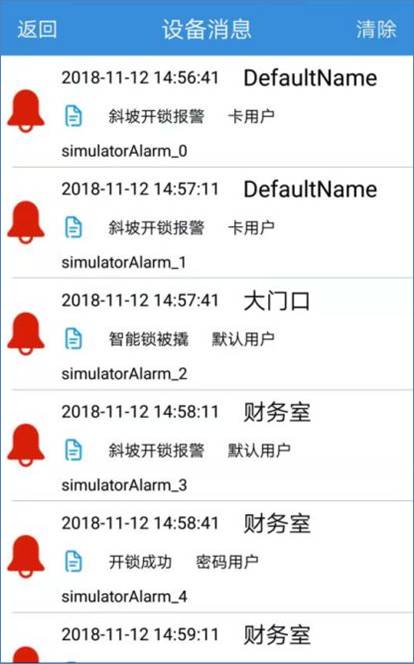 返回 设备消息 清除
2018-11-12 14:56:41 DefaultName
斜坡开锁报警 卡用户
simulatorAlarm_0
2018-11-12 14:57:11 DefaultName
斜坡开锁报警 卡用户
simulatorAlarm_1
2018-11-12 14:57:41 大门口
智能锁被撬 默认用户
simulatorAlarm_2
2018-11-12 14:58:11 财务室
斜坡开锁报警 默认用户
simulatorAlarm_3
2018-11-12 14:58:41 财务室
开锁成功 密码用户
simulatorAlarm_4
2018-11-12 14:59:11 财务室